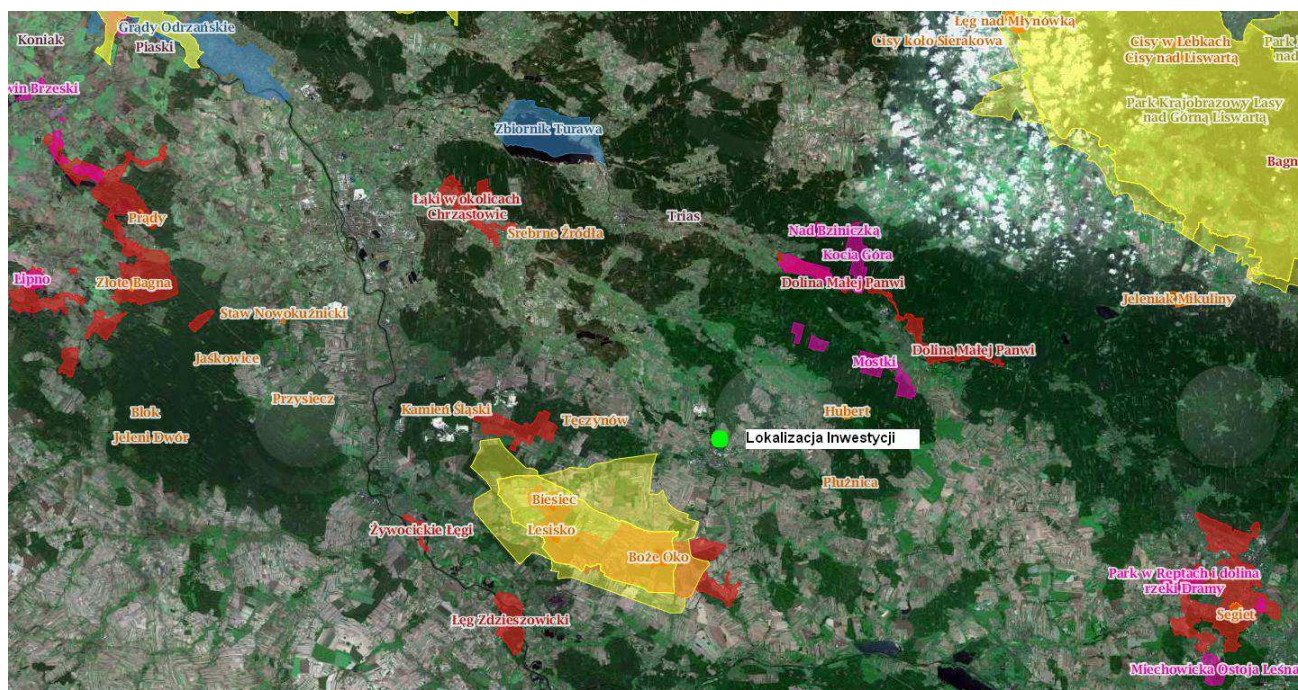 Grądy Odrzańskie
Koniak
Piaski
Łęg nad Młynówką
Cisy koło Sierakowa
Cisy w Łebkach
Cisy nad Liswartą
Park
nad
win Brzeski
Park Krajobrazowy Lasy
nad Górną Liswartą
Zbiornik Turawa
Bagn
Łąki w okolicach
Chrząstowic
Prądy
Srebrne Źródła
Trias
Nad Bziniczką
Kocia Góra
Lipno
Złote Bagna
Dolina Małej Panwi
Jeleniak Mikuliny
Staw Nowokuźnicki
Jaśkowice
Dolina Małej Panwi
Mostki
Przysiecz
Blok
Kamień Śląski
Tęczynów
Hubert
Jeleni Dwór
Lokalizacja Inwestycji
Płużnica
Biesiec
Żywocickie Łęgi
Lesisko
Boże Oko
Park w Reptach i dolina
rzeki Dramy
Segiet
Łęg Zdzieszowicki
Miechowicka Ostoja Leśna